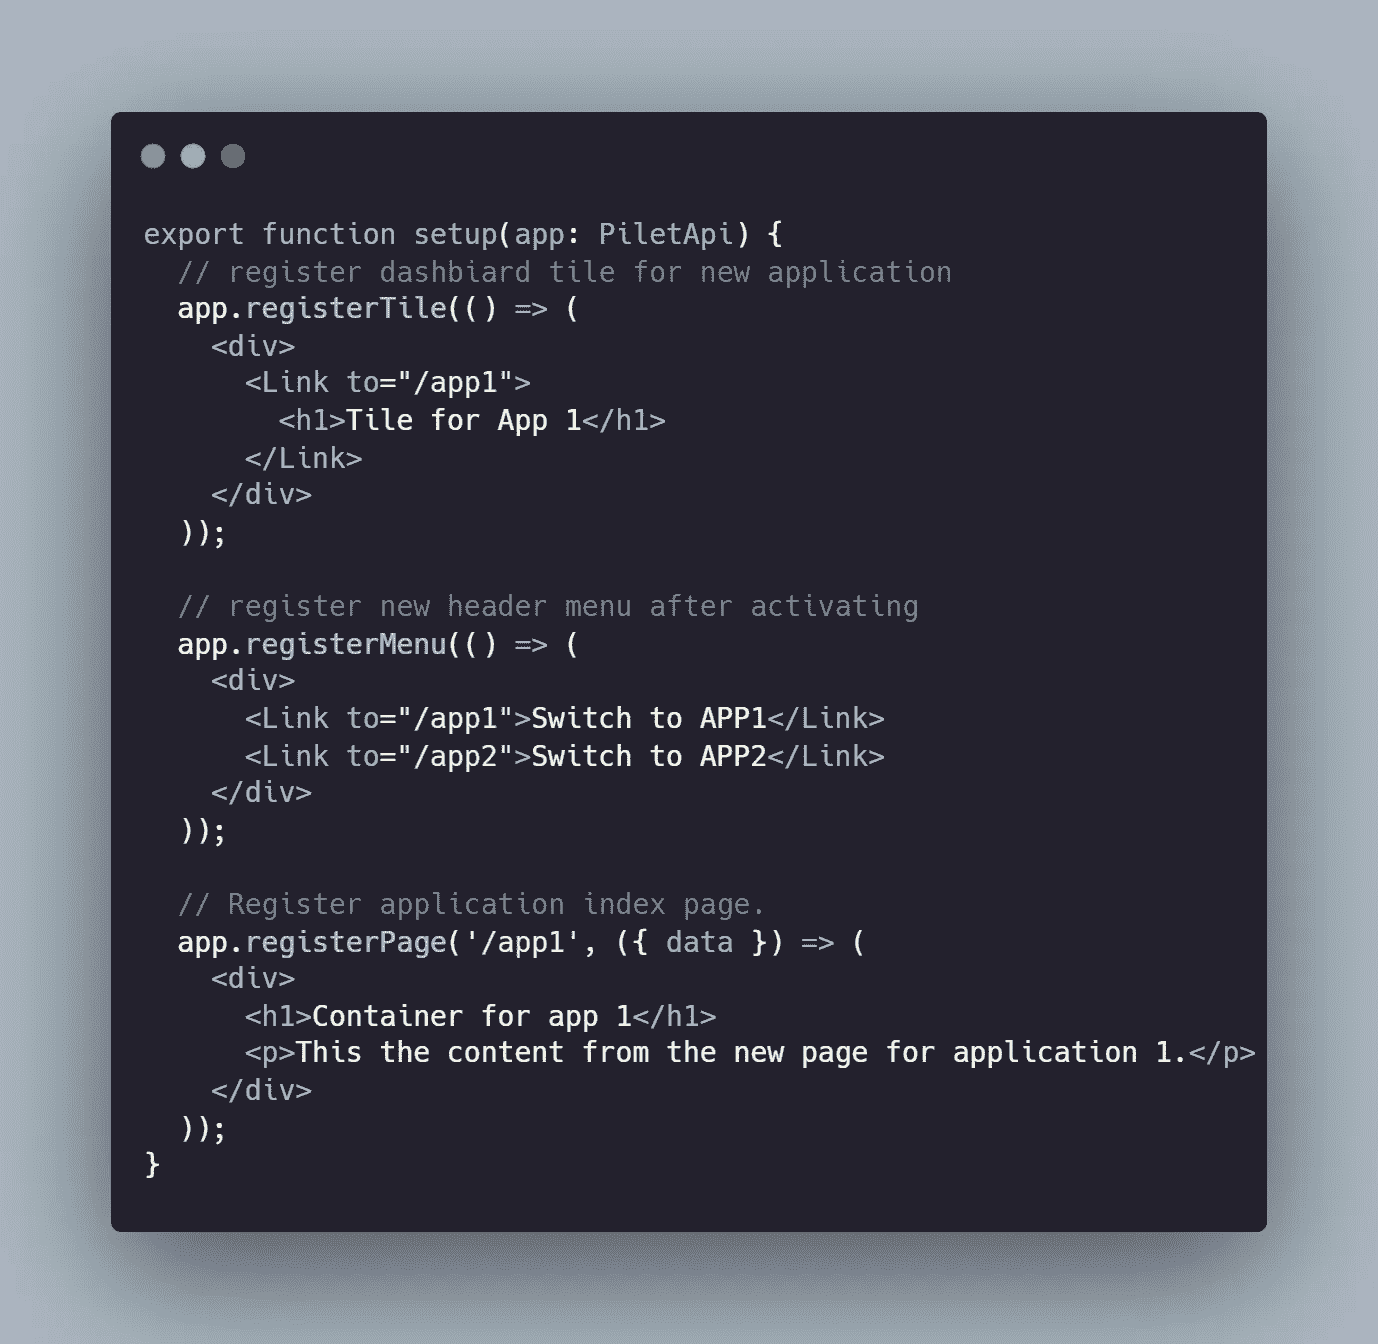 export function setup(app: PiletApi) {
  // register dashbiard tile for new application
  app.registerTile(() => (
    <div>
      <Link to="/app1">
        <h1>Tile for App 1</h1>
      </Link>
    </div>
  ));

  // register new header menu after activating
  app.registerMenu(() => (
    <div>
      <Link to="/app1">Switch to APP1</Link>
      <Link to="/app2">Switch to APP2</Link>
    </div>
  ));

  // Register application index page.
  app.registerPage('/app1', ({ data }) => (
    <div>
      <h1>Container for app 1</h1>
      <p>This the content from the new page for application 1.</p>
    </div>
  ));
}